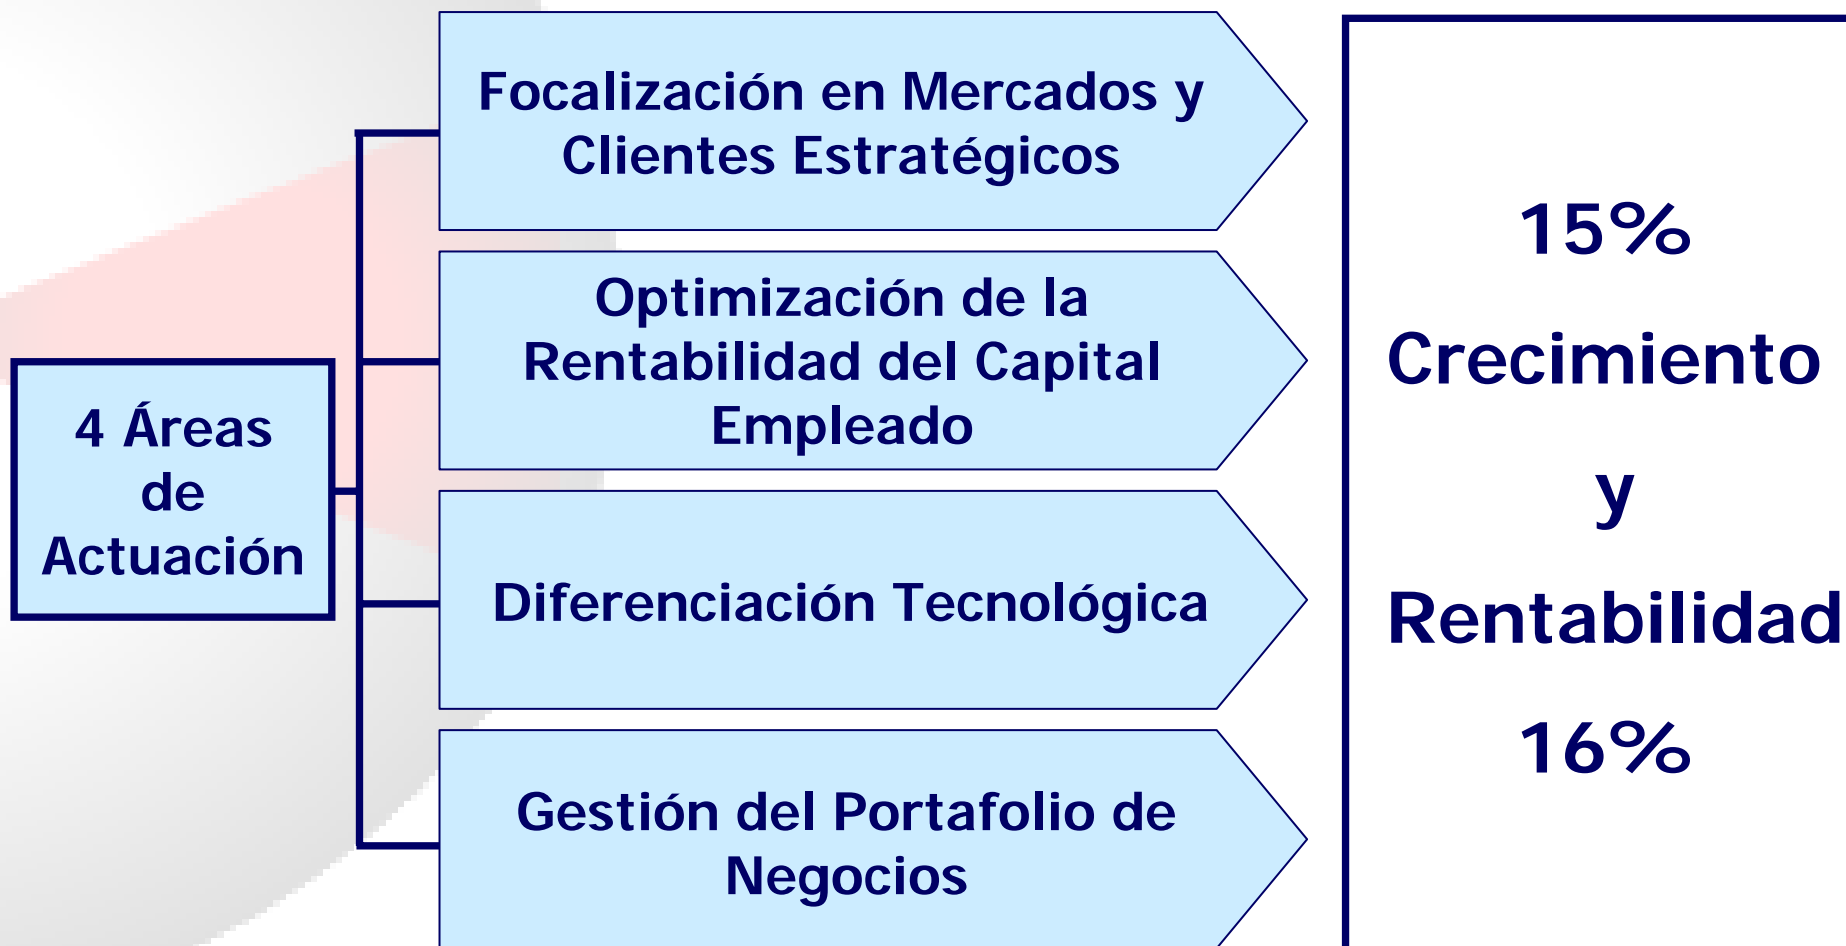 4 Áreas
de
Actuación
Focalización en Mercados y
Clientes Estratégicos
Optimización de la
Rentabilidad del Capital
Empleado
Diferenciación Tecnológica
Gestión del Portafolio de
Negocios
15%
Crecimiento
y
Rentabilidad
16%